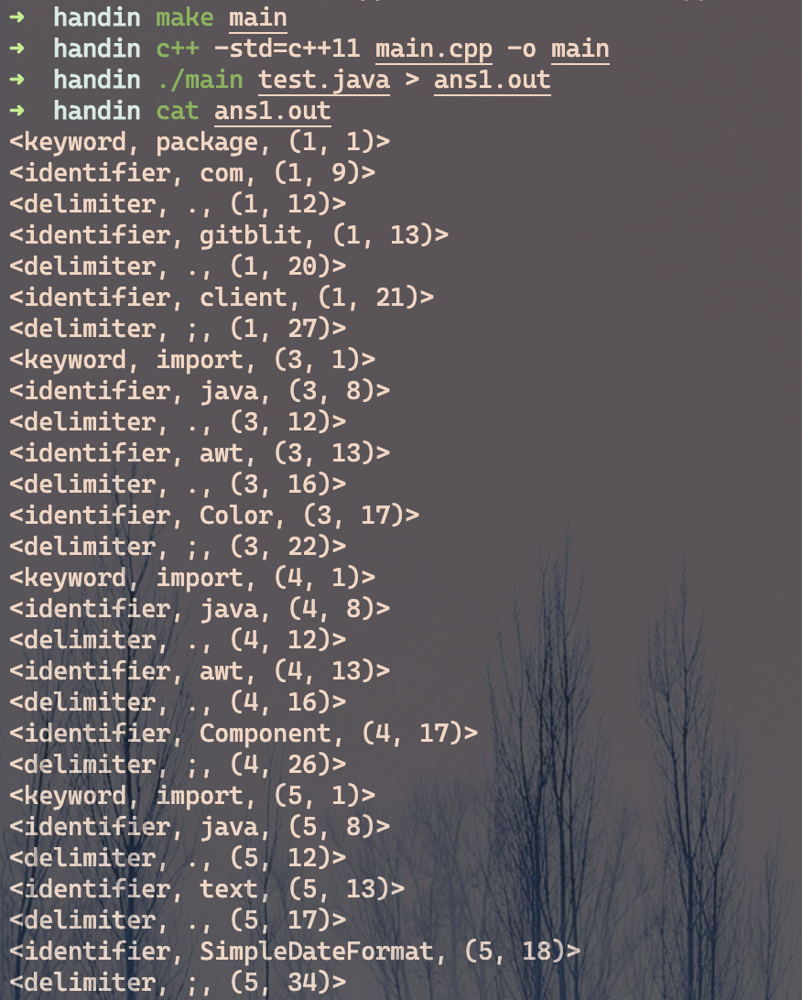 ➜  handin make main
➜  handin c++ -std=c++11 main.cpp -o main
➜  handin ./main test.java > ans1.out
➜  handin cat ans1.out
<keyword, package, (1, 1)>
<identifier, com, (1, 9)>
<delimiter, ., (1, 12)>
<identifier, gitblit, (1, 13)>
<delimiter, ., (1, 20)>
<identifier, client, (1, 21)>
<delimiter, ;, (1, 27)>
<keyword, import, (3, 1)>
<identifier, java, (3, 8)>
<delimiter, ., (3, 12)>
<identifier, awt, (3, 13)>
<delimiter, ., (3, 16)>
<identifier, Color, (3, 17)>
<delimiter, ;, (3, 22)>
<keyword, import, (4, 1)>
<identifier, java, (4, 8)>
<delimiter, ., (4, 12)>
<identifier, awt, (4, 13)>
<delimiter, ., (4, 16)>
<identifier, Component, (4, 17)>
<delimiter, ;, (4, 26)>
<keyword, import, (5, 1)>
<identifier, java, (5, 8)>
<delimiter, ., (5, 12)>
<identifier, text, (5, 13)>
<delimiter, ., (5, 17)>
<identifier, SimpleDateFormat, (5, 18)>
<delimiter, ;, (5, 34)>